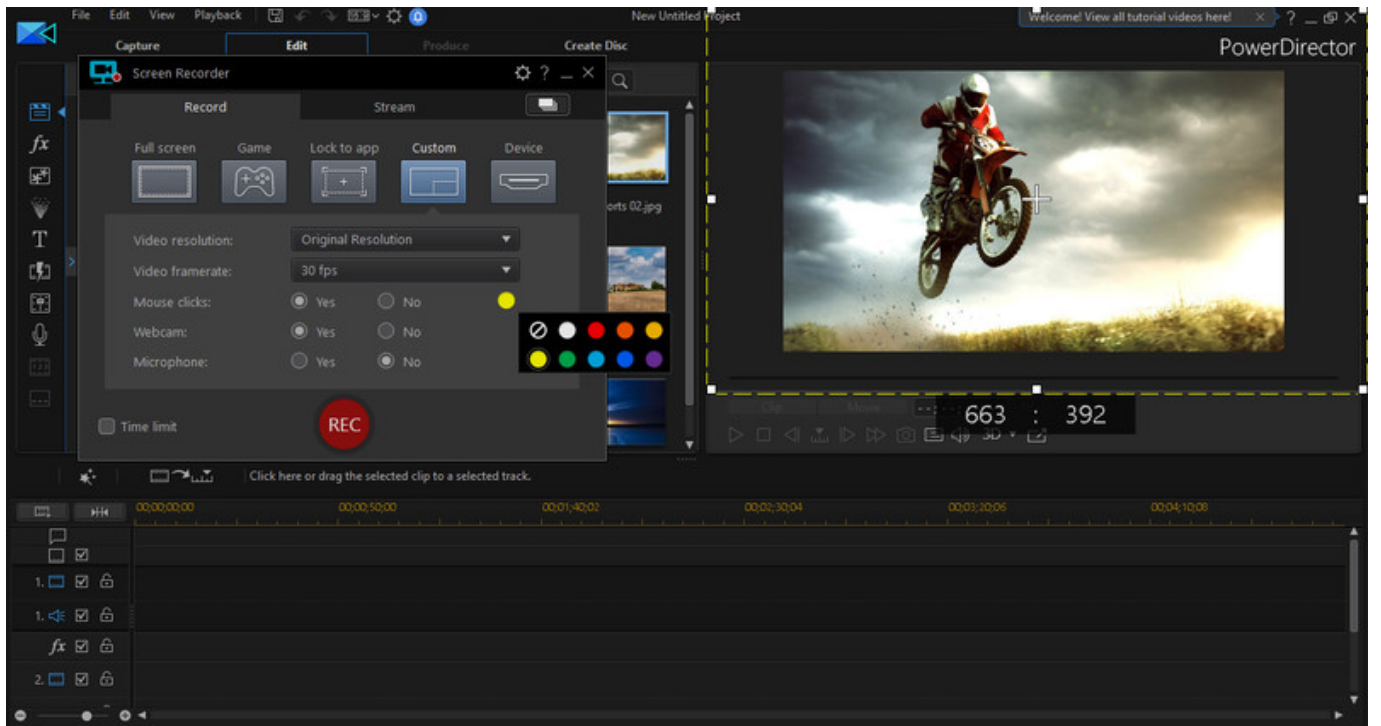 File Edit View Playback New Untitled Project Welcome! View all tutorial videos here!
Capture Edit Produce Create Disc PowerDirector
Screen Recorder
Record Stream
Full screen Game Lock to app Custom Device
orts 02.jpg
Video resolution: Original Resolution
Video framerate: 30 fps
Mouse clicks: Yes No
Webcam: Yes No
Microphone: Yes No
Clip Movie
663 : 392
Time limit REC
3D
Click here or drag the selected clip to a selected track.
00;00;00;00 00;00;50;00 00;01;40;02 00;02;30;04 00;03;20;06 00;04;10;08
1.
1.
fx
2.